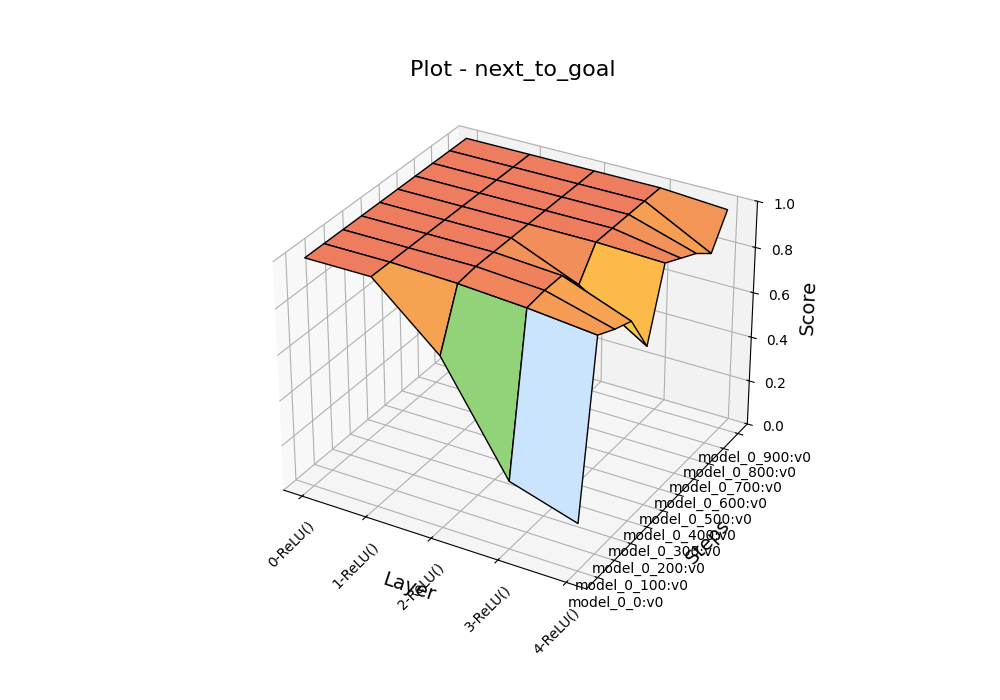 Plot - next_to_goal
1.0
0.8
0.6
0.4
0.2
0.0
Score
model_0_900:v0
model_0_800:v0
model_0_700:v0
model_0_600:v0
model_0_500:v0
model_0_400:v0
model_0_300:v0
model_0_200:v0
model_0_100:v0
model_0_0:v0
Steps
0-ReLU()
1-ReLU()
2-ReLU()
3-ReLU()
4-ReLU()
Layer